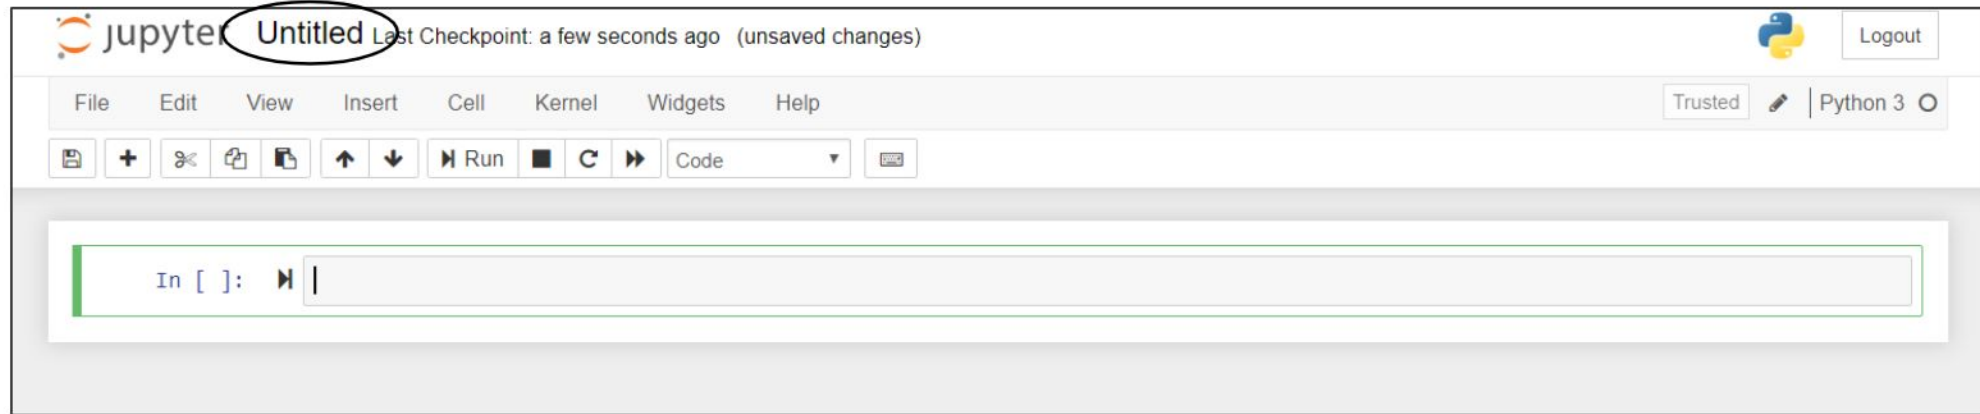 jupyter Untitled Last Checkpoint: a few seconds ago (unsaved changes) Logout
File Edit View Insert Cell Kernel Widgets Help Trusted Python 3
Run Code
In [ ]: